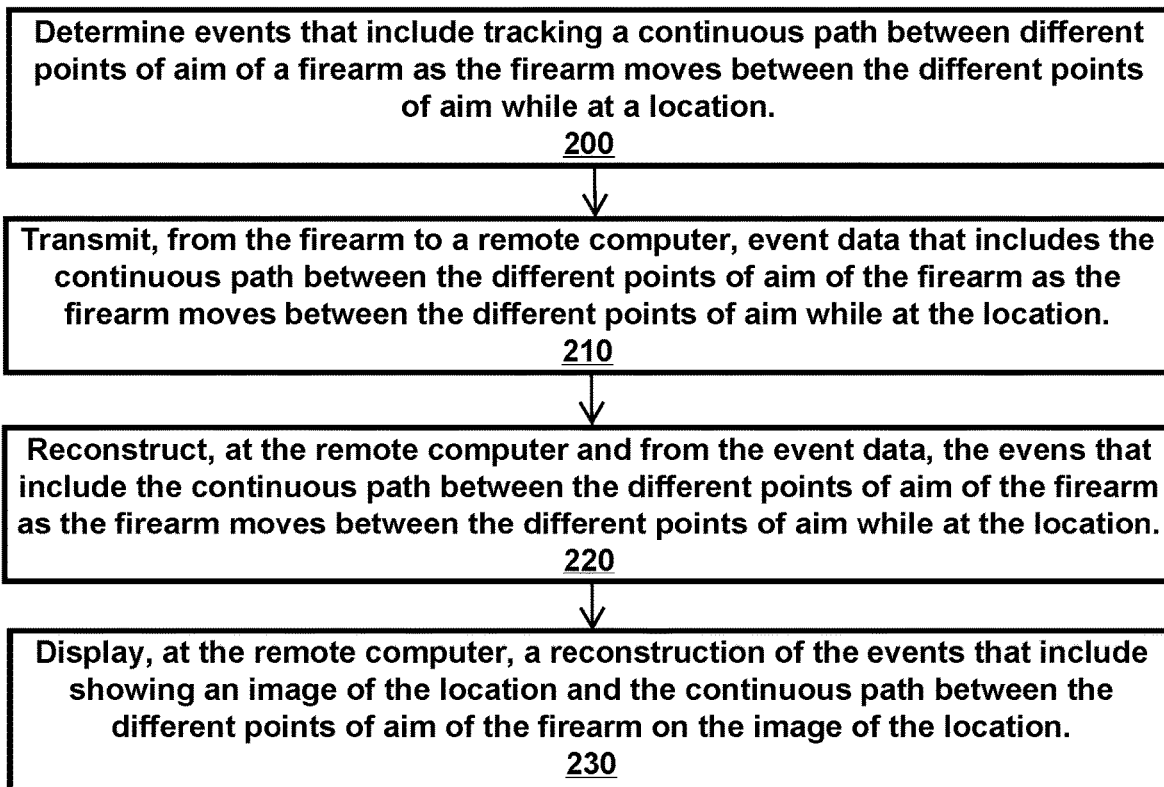 Determine events that include tracking a continuous path between different
points of aim of a firearm as the firearm moves between the different points
of aim while at a location.
200
Transmit, from the firearm to a remote computer, event data that includes the
continuous path between the different points of aim of the firearm as the
firearm moves between the different points of aim while at the location.
210
Reconstruct, at the remote computer and from the event data, the evens that
include the continuous path between the different points of aim of the firearm
as the firearm moves between the different points of aim while at the location.
220
Display, at the remote computer, a reconstruction of the events that include
showing an image of the location and the continuous path between the
different points of aim of the firearm on the image of the location.
230